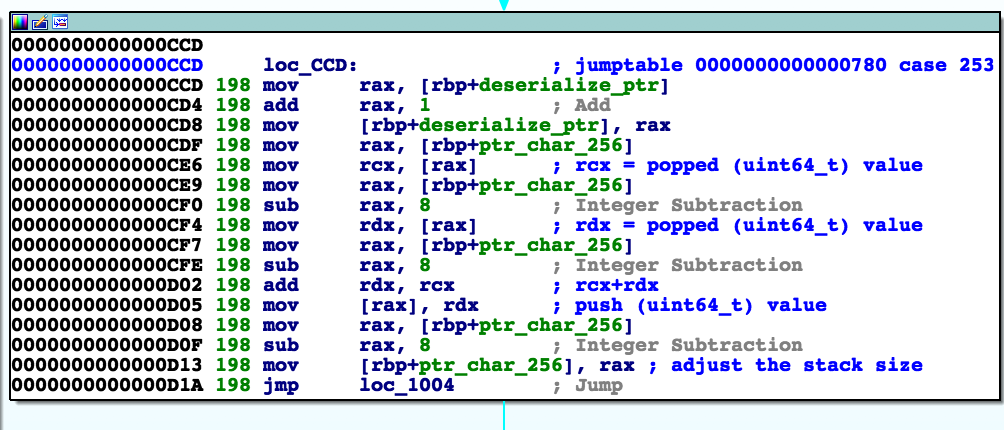 0000000000000CCD
0000000000000CCD loc_CCD: ; jumptable 0000000000000780 case 253
0000000000000CCD 198 mov rax, [rbp+deserialize_ptr]
0000000000000CD4 198 add rax, 1 ; Add
0000000000000CD8 198 mov [rbp+deserialize_ptr], rax
0000000000000CDF 198 mov rax, [rbp+ptr_char_256]
0000000000000CE6 198 mov rcx, [rax] ; rcx = popped (uint64_t) value
0000000000000CE9 198 mov rax, [rbp+ptr_char_256]
0000000000000CF0 198 sub rax, 8 ; Integer Subtraction
0000000000000CF4 198 mov rdx, [rax] ; rdx = popped (uint64_t) value
0000000000000CF7 198 mov rax, [rbp+ptr_char_256]
0000000000000CFE 198 sub rax, 8 ; Integer Subtraction
0000000000000D02 198 add rdx, rcx ; rcx+rdx
0000000000000D05 198 mov [rax], rdx ; push (uint64_t) value
0000000000000D08 198 mov rax, [rbp+ptr_char_256]
0000000000000D0F 198 sub rax, 8 ; Integer Subtraction
0000000000000D13 198 mov [rbp+ptr_char_256], rax ; adjust the stack size
0000000000000D1A 198 jmp loc_1004 ; Jump